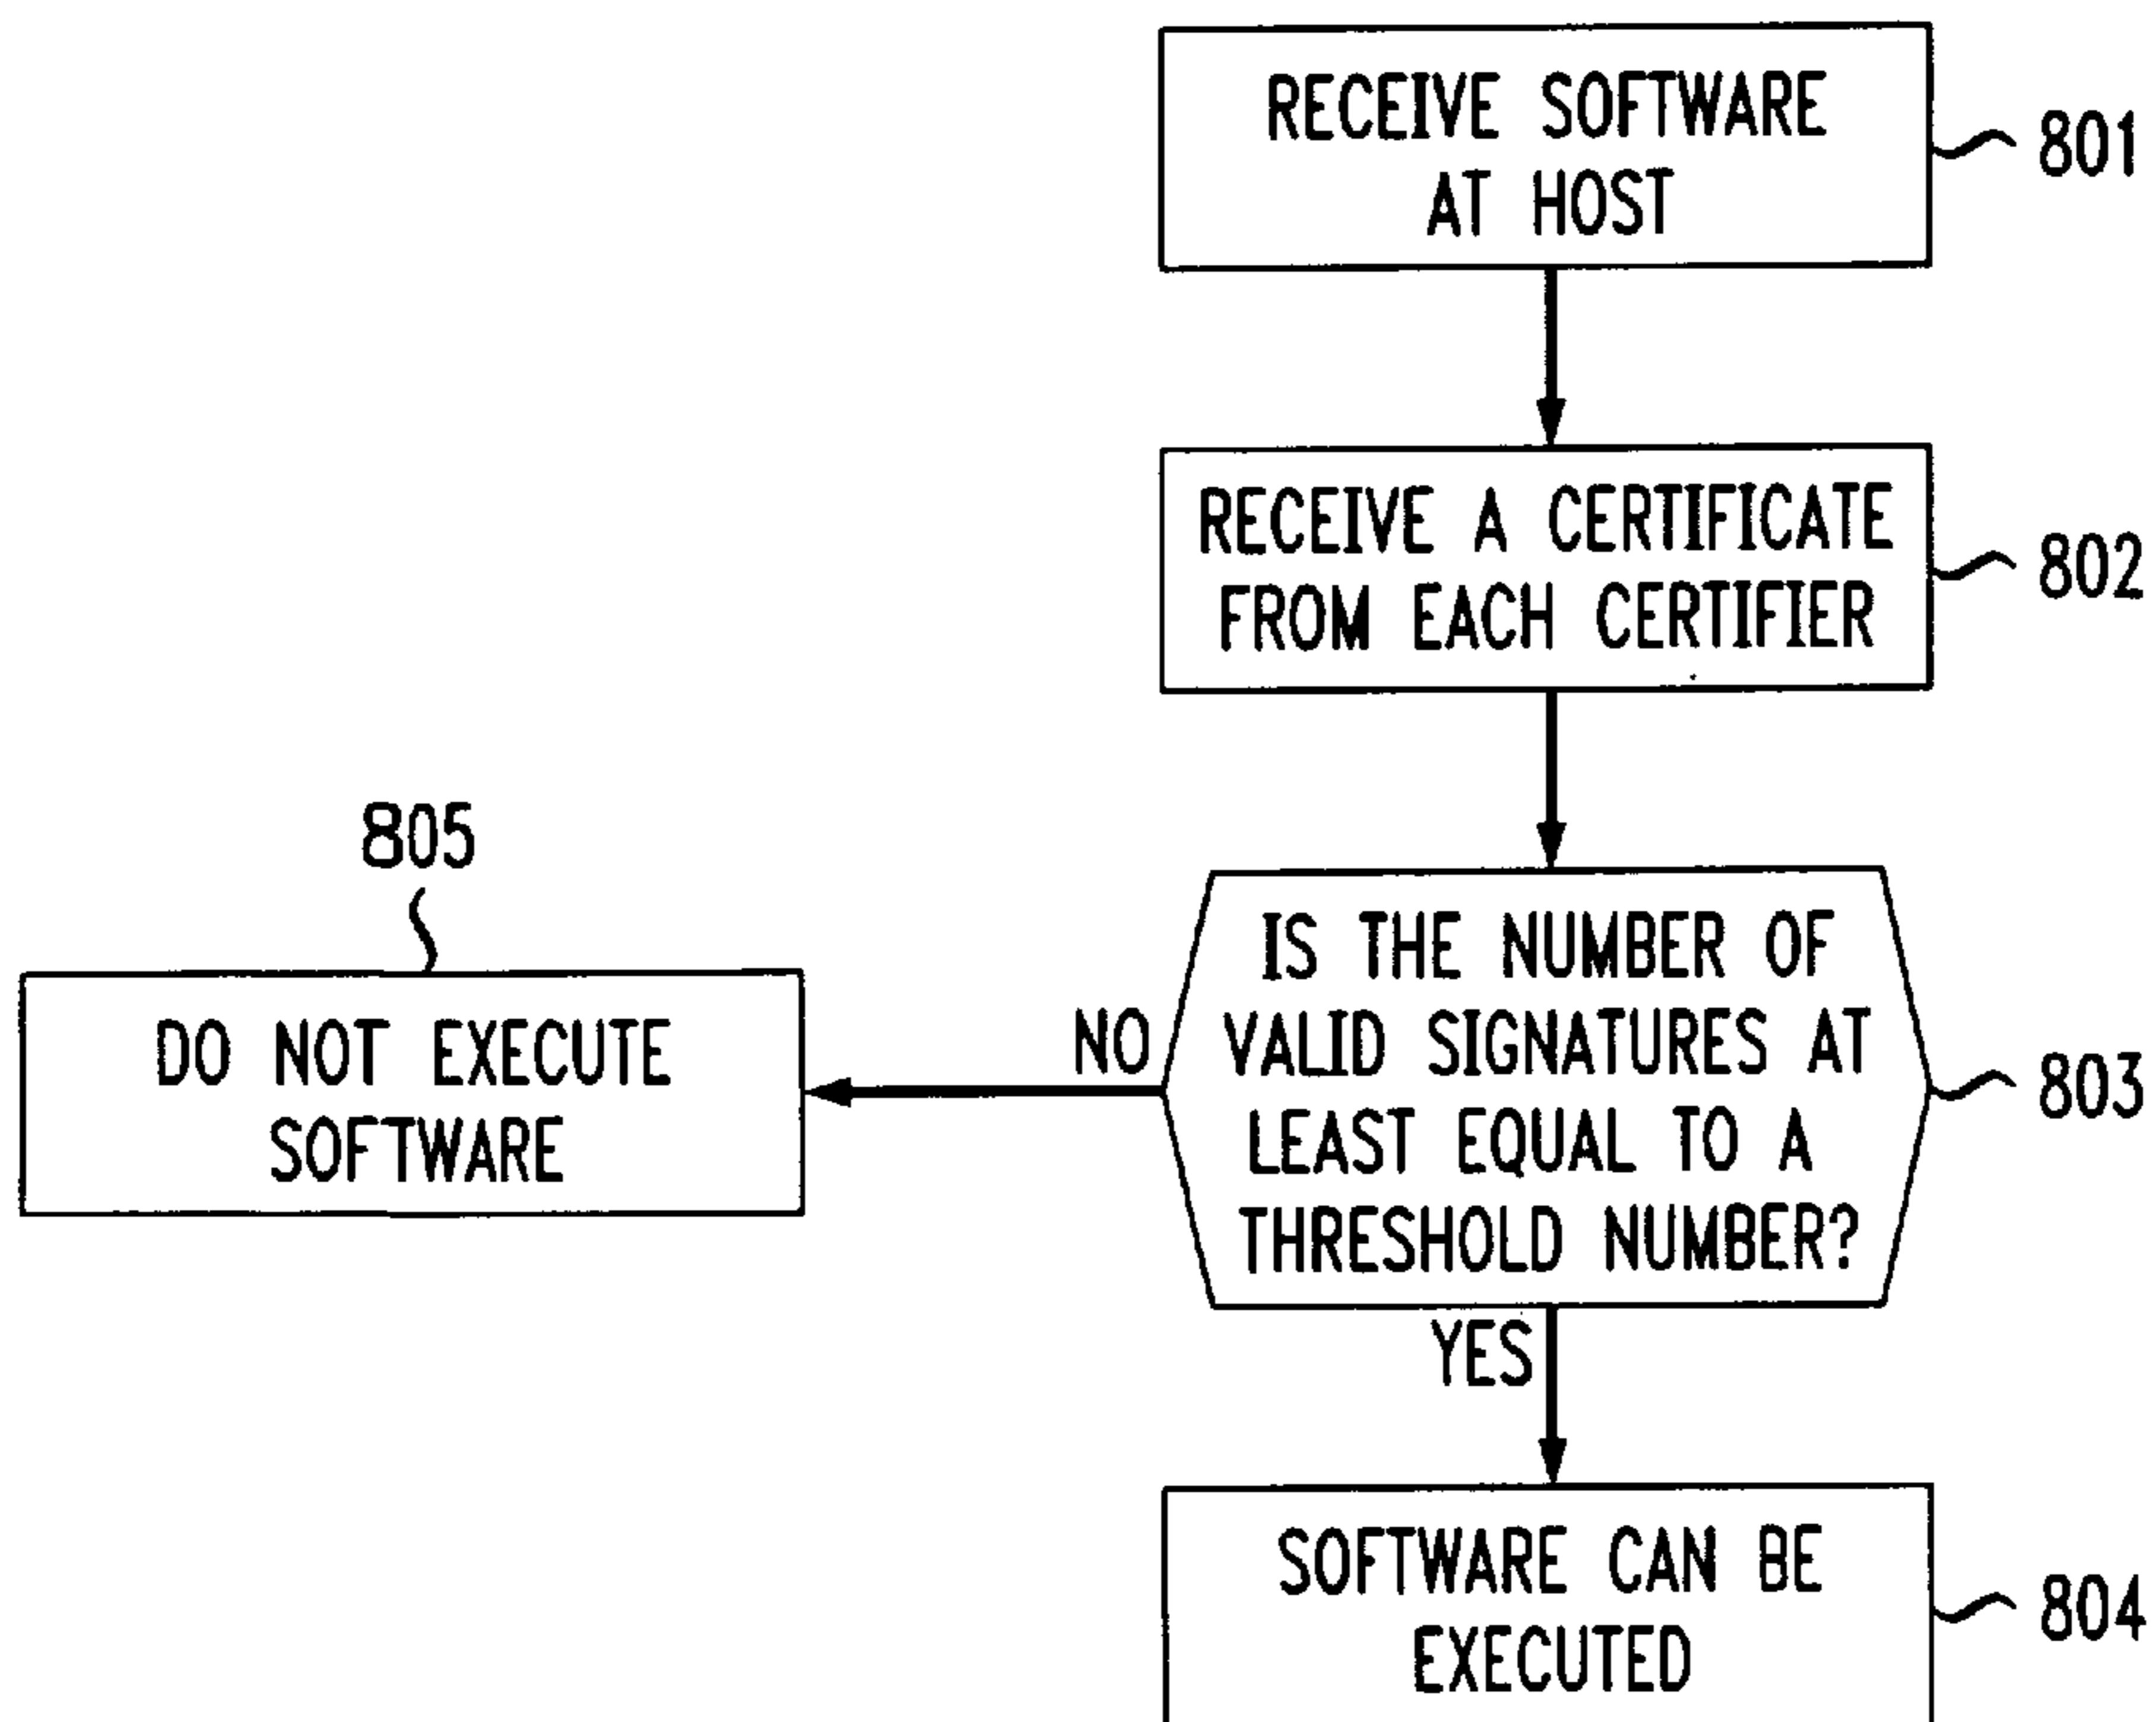 RECEIVE SOFTWARE
AT HOST
801
RECEIVE A CERTIFICATE
FROM EACH CERTIFIER
802
805
DO NOT EXECUTE
SOFTWARE
NO
IS THE NUMBER OF
VALID SIGNATURES AT
LEAST EQUAL TO A
THRESHOLD NUMBER?
803
YES
SOFTWARE CAN BE
EXECUTED
804